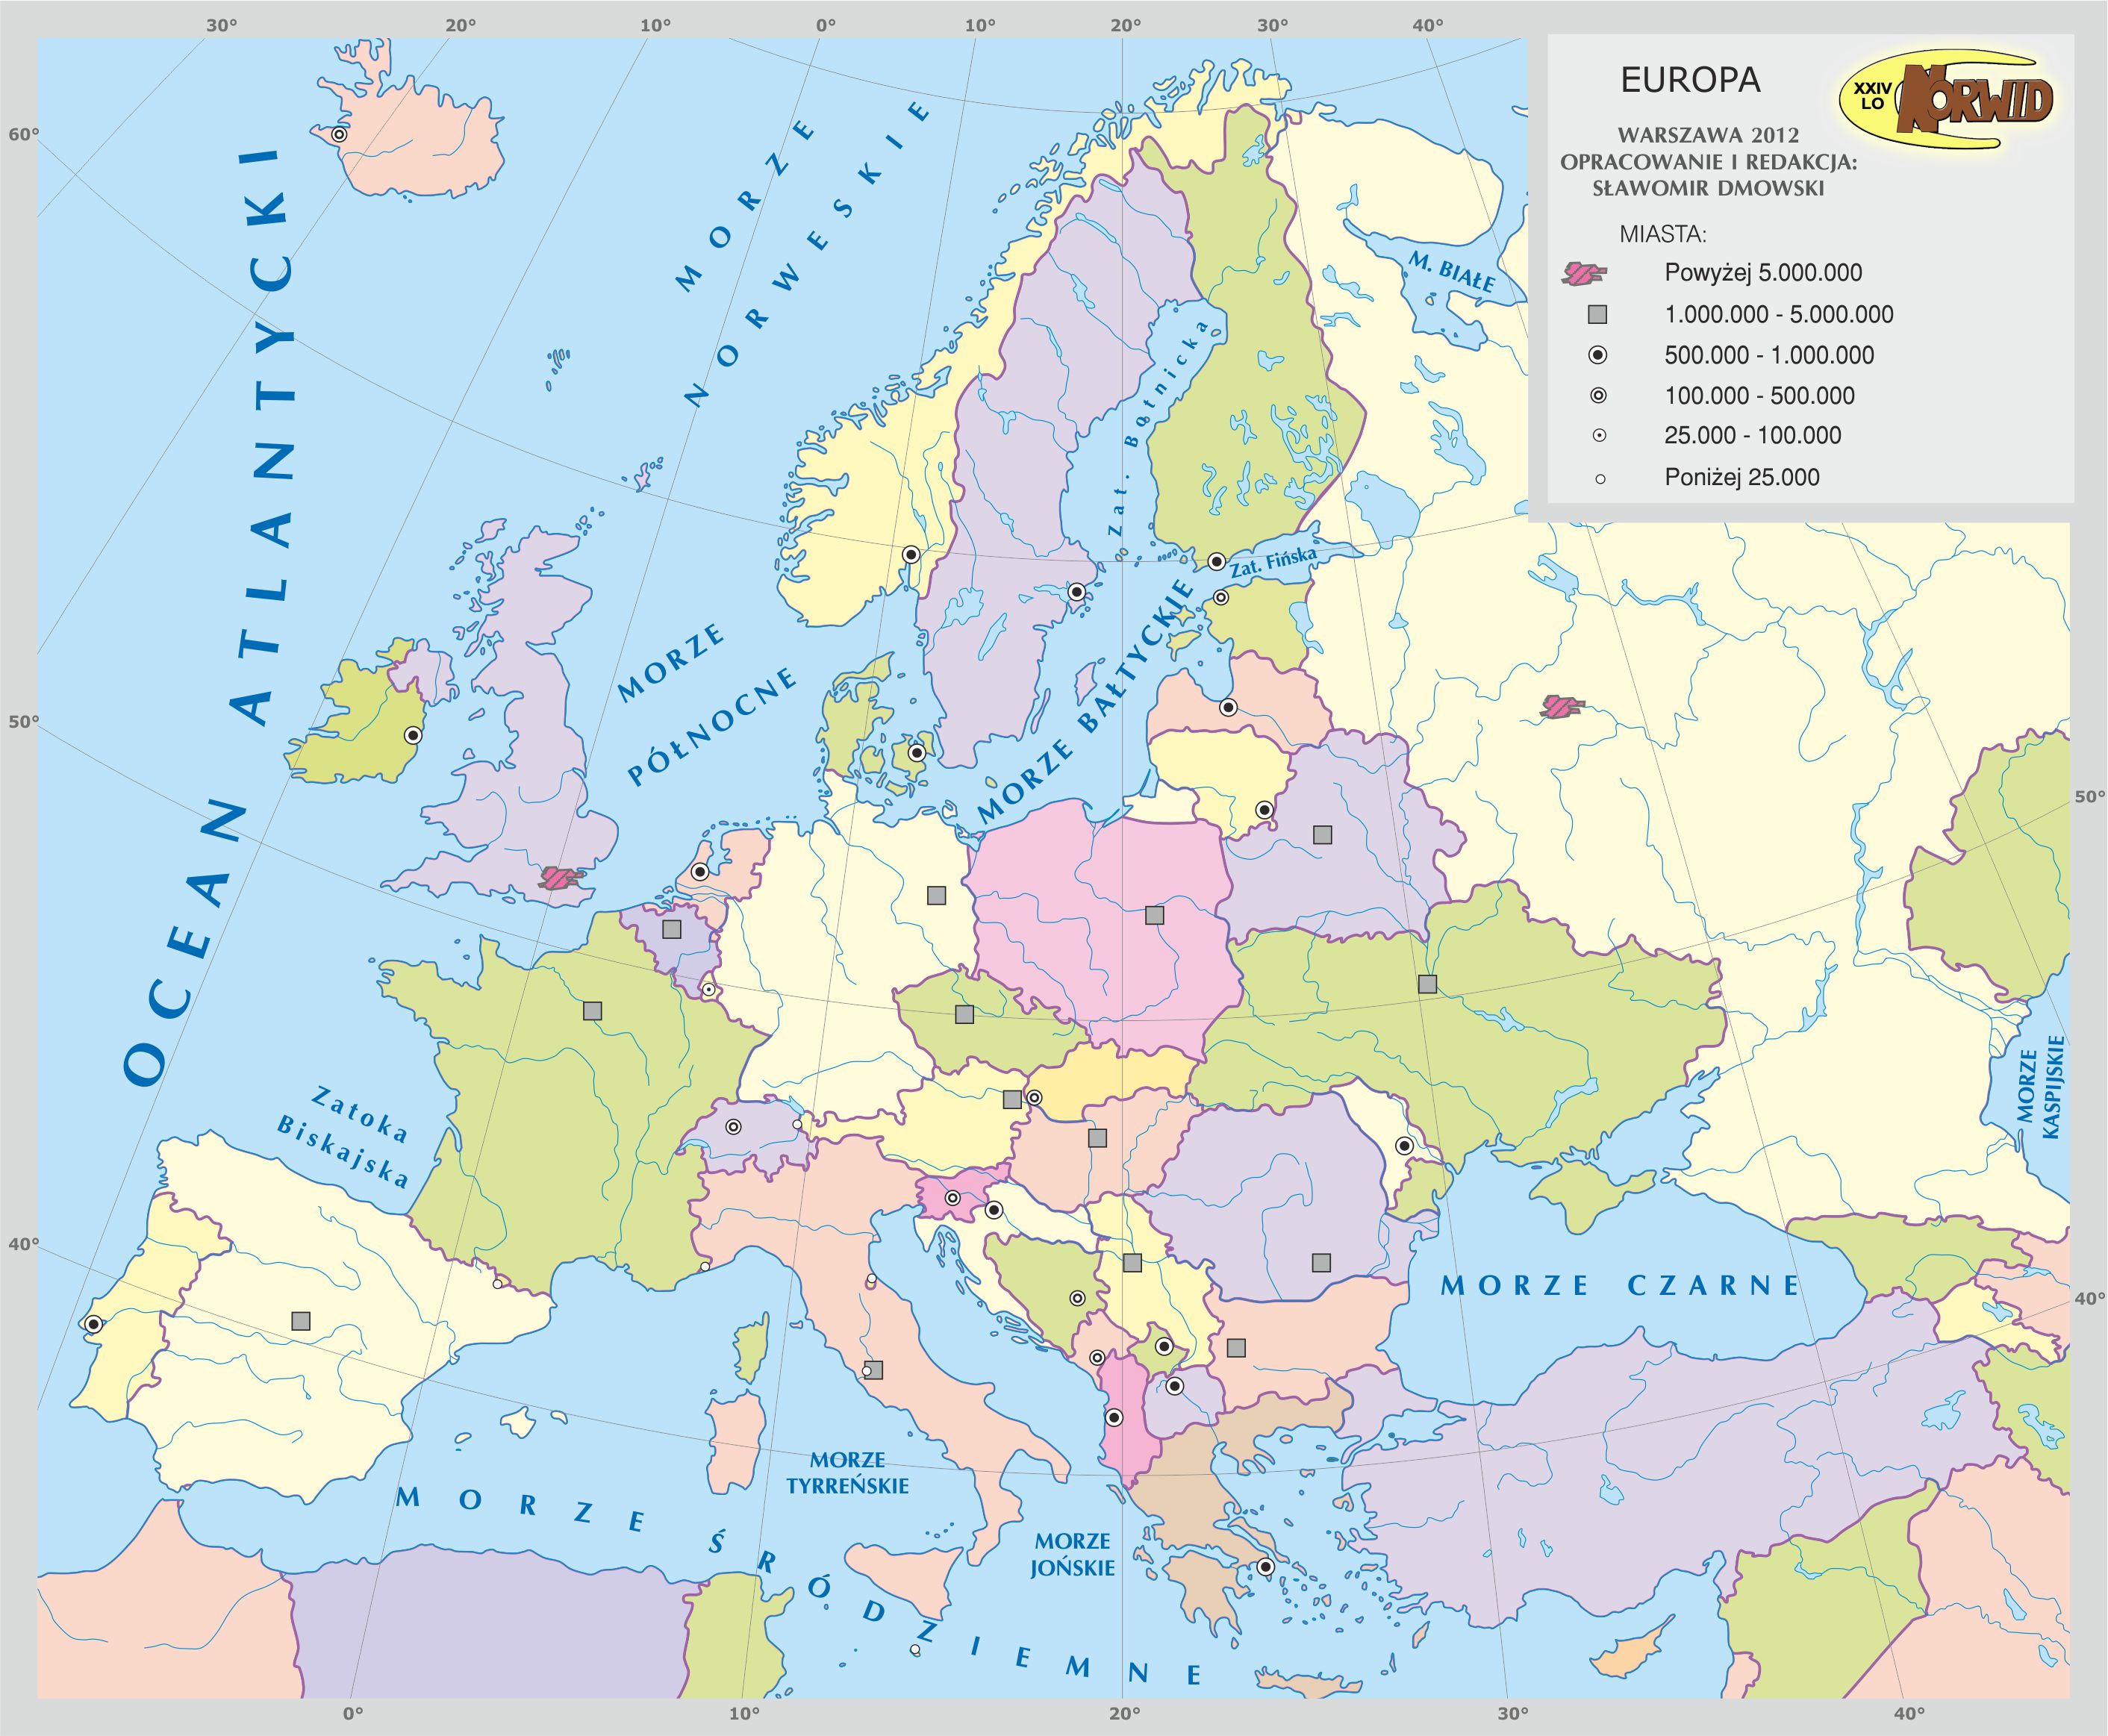 30°
20°
10°
0°
10°
20°
30°
40°
60°
50°
40°
50°
40°
0°
10°
20°
30°
40°
EUROPA
XXIV
LO
NORWID
WARSZAWA 2012
OPRACOWANIE I REDAKCJA:
SŁAWOMIR DMOWSKI
MIASTA:
Powyżej 5.000.000
1.000.000 - 5.000.000
500.000 - 1.000.000
100.000 - 500.000
25.000 - 100.000
Poniżej 25.000
OCEAN ATLANTYCKI
MORZE
NORWESKIE
M. BIAŁE
Zat. Botnicka
Zat. Fińska
MORZE BAŁTYCKIE
MORZE
PÓŁNOCNE
Zatoka
Biskajska
MORZE
KASPIJSKIE
MORZE CZARNE
MORZE
TYRREŃSKIE
MORZE
JOŃSKIE
MORZE ŚRÓDZIEMNE